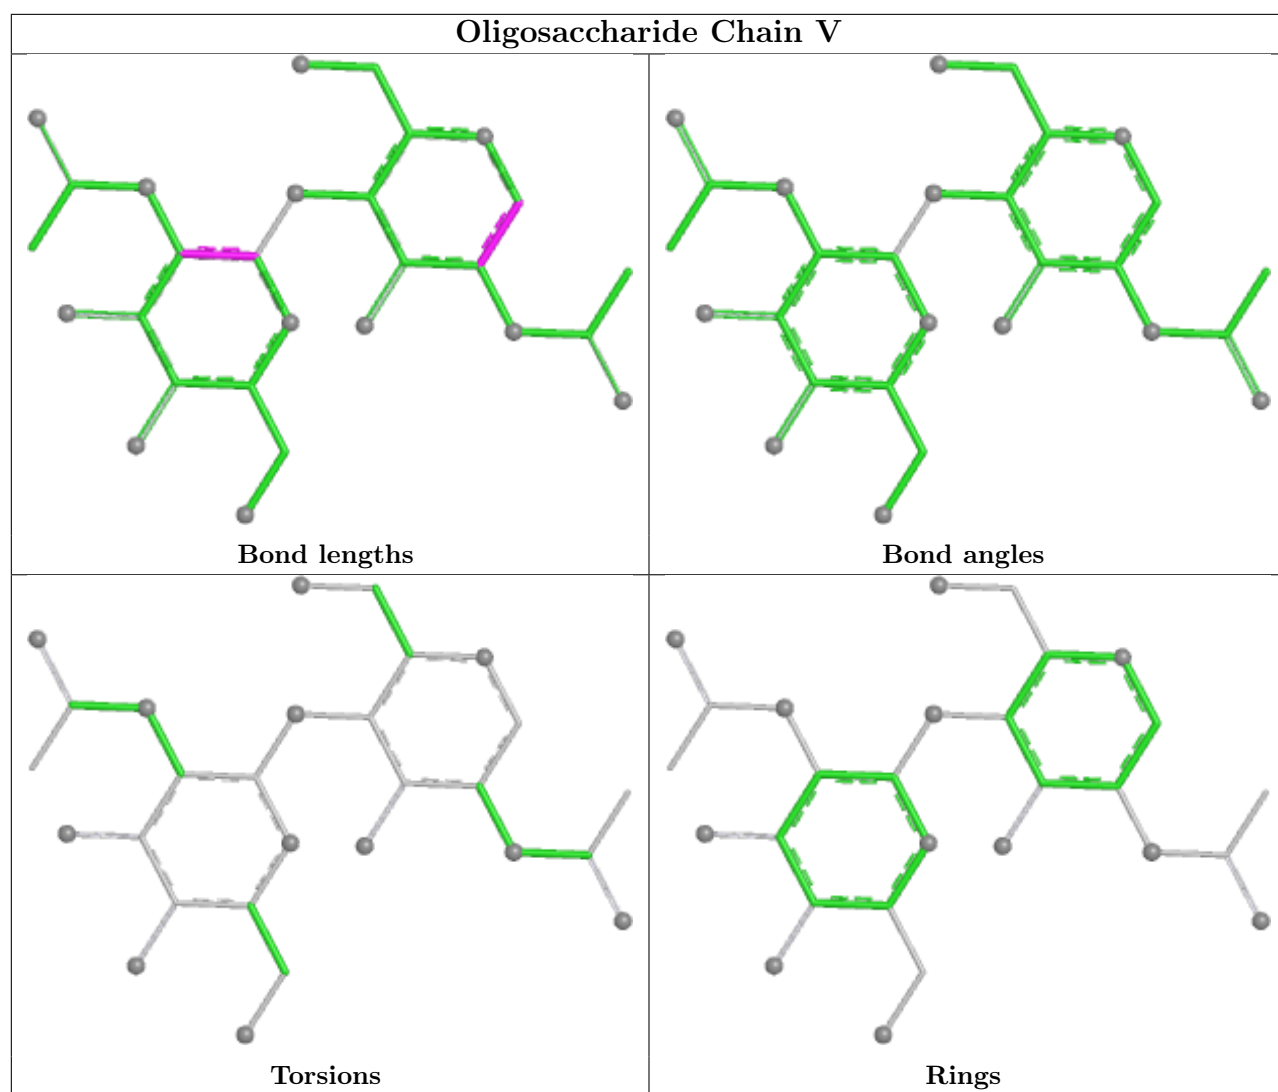 Oligosaccharide Chain V
Bond lengths
Bond angles
Torsions
Rings